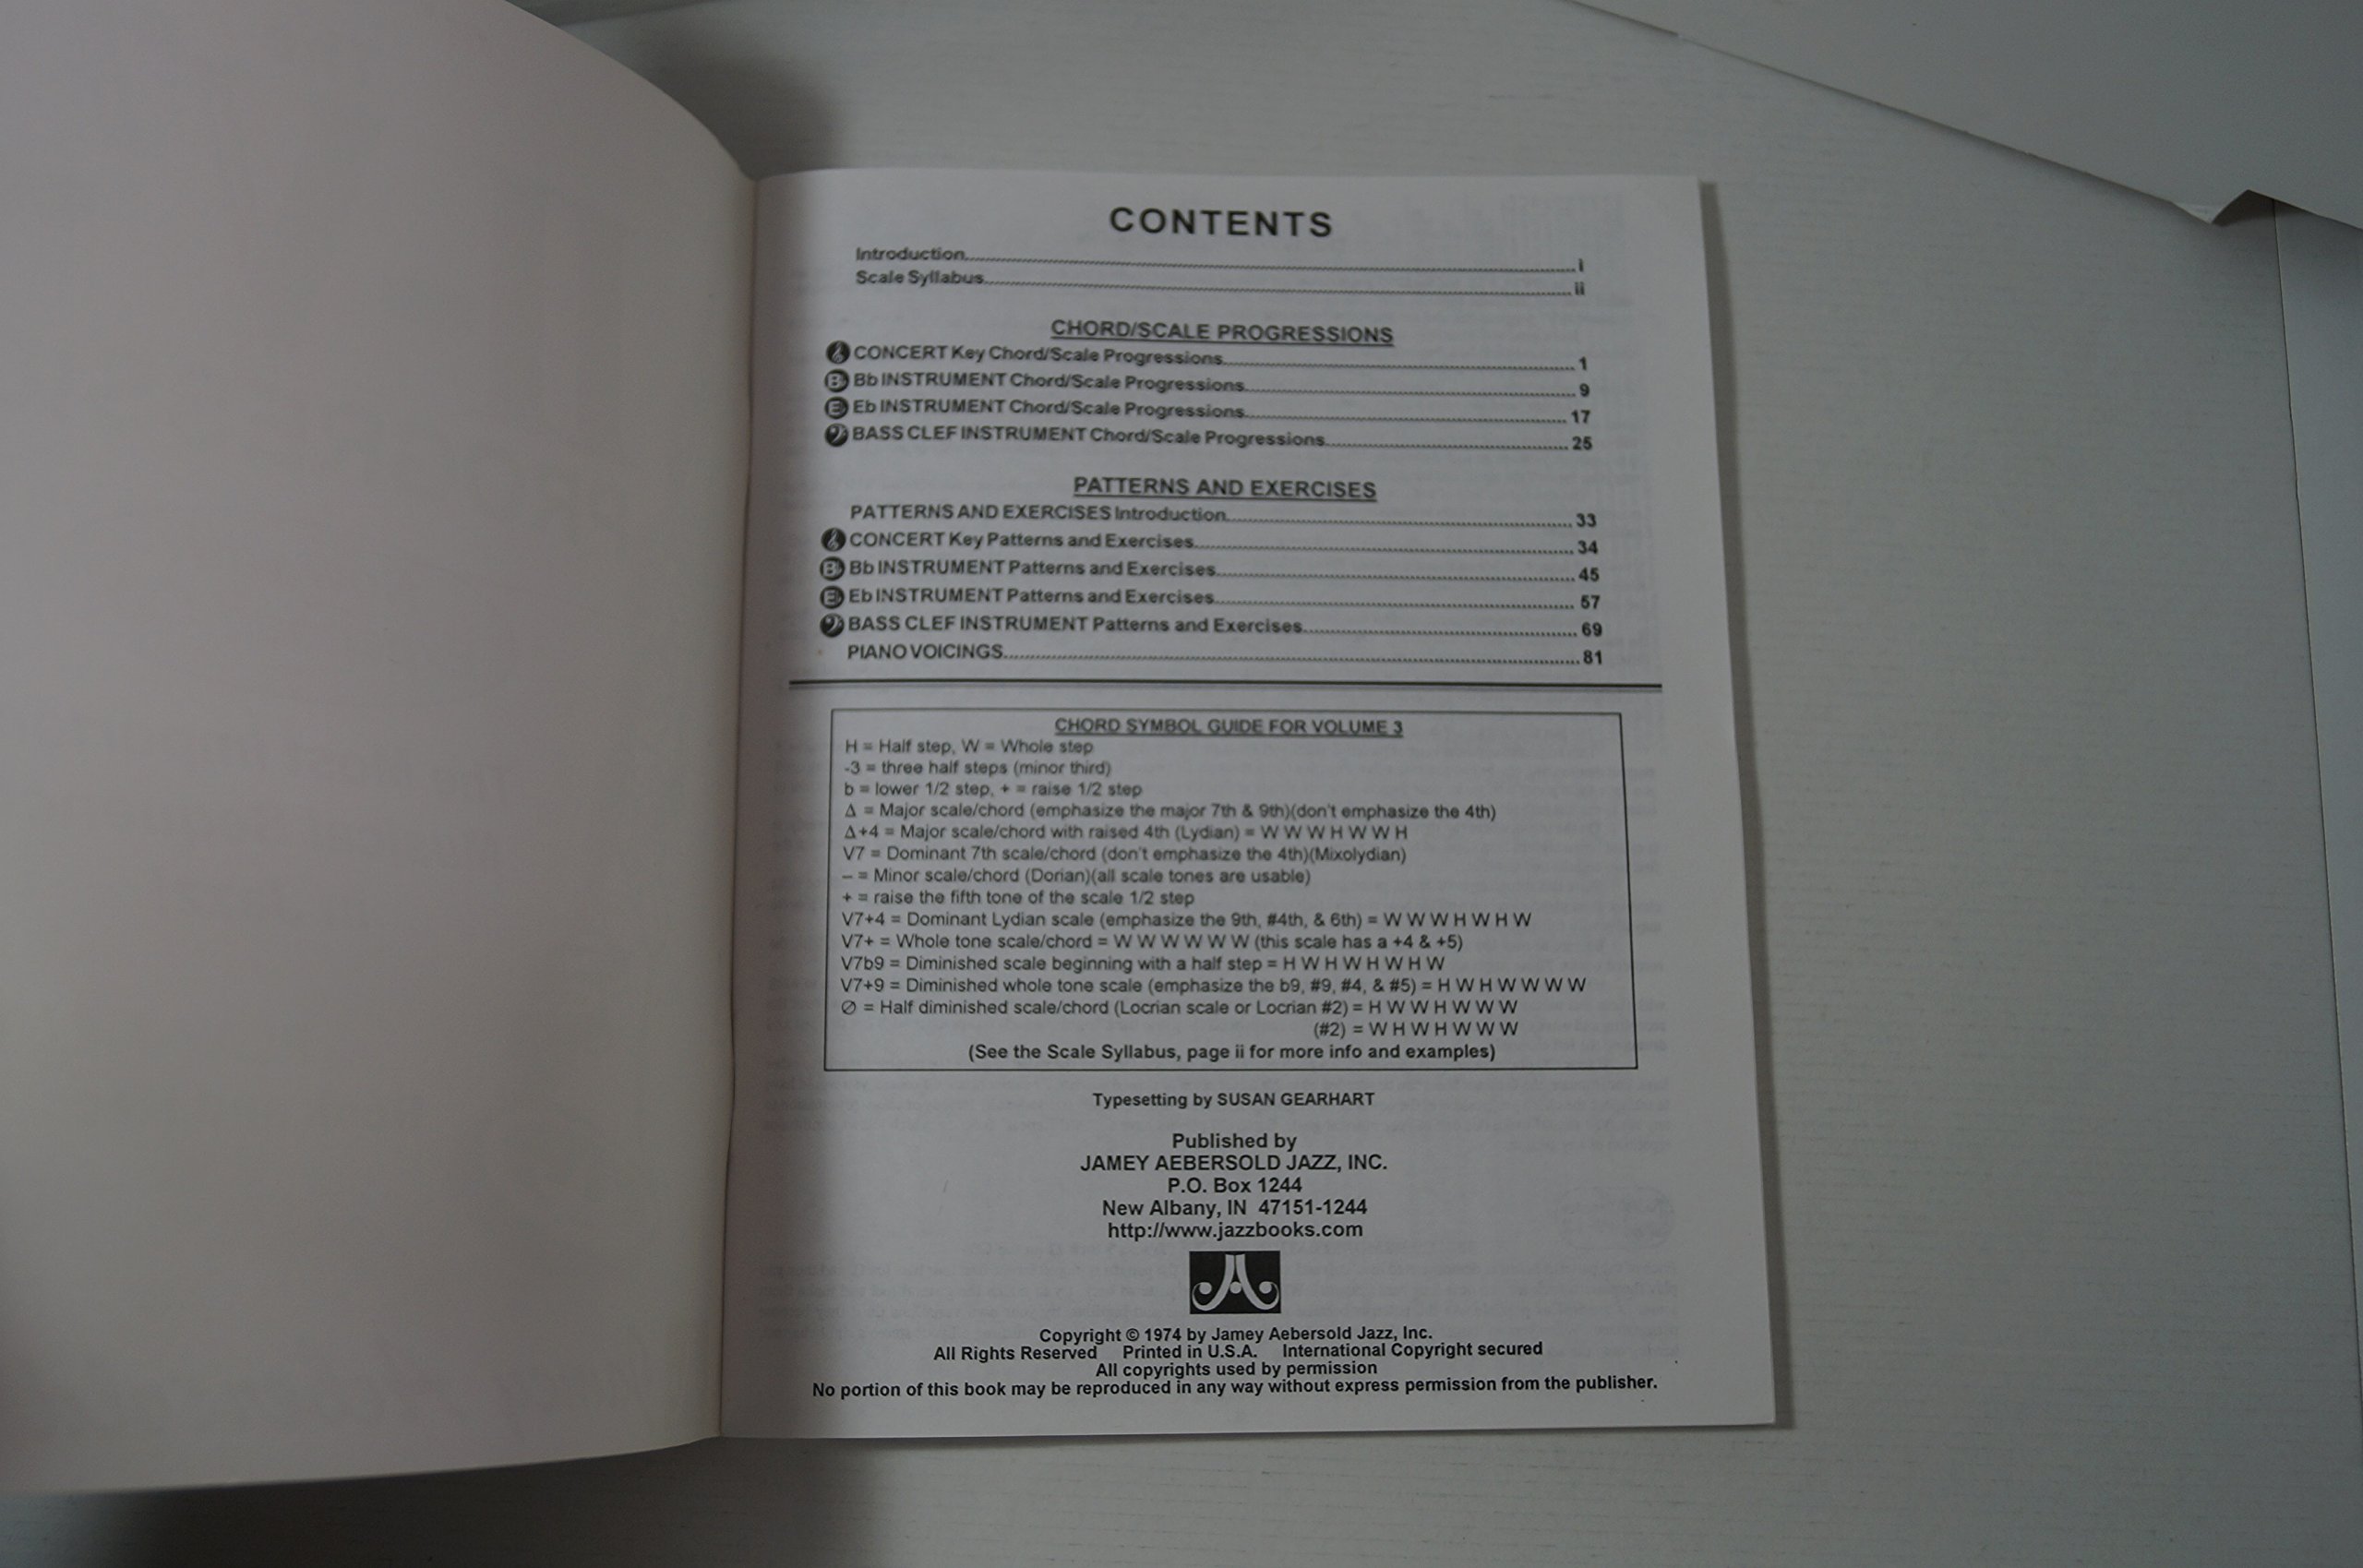 CONTENTS
Introduction.......... i
Scale Syllabus.......... ii
CHORD/SCALE PROGRESSIONS
CONCERT Key Chord/Scale Progressions.......... 1
B Bb INSTRUMENT Chord/Scale Progressions.......... 9
E Eb INSTRUMENT Chord/Scale Progressions.......... 17
BASS CLEF INSTRUMENT Chord/Scale Progressions.......... 25
PATTERNS AND EXERCISES
PATTERNS AND EXERCISES Introduction.......... 33
CONCERT Key Patterns and Exercises.......... 34
B Bb INSTRUMENT Patterns and Exercises.......... 45
E Eb INSTRUMENT Patterns and Exercises.......... 57
BASS CLEF INSTRUMENT Patterns and Exercises.......... 69
PIANO VOICINGS.......... 81
CHORD SYMBOL GUIDE FOR VOLUME 3
H = Half step, W = Whole step
-3 = three half steps (minor third)
b = lower 1/2 step, + = raise 1/2 step
Δ = Major scale/chord (emphasize the major 7th & 9th)(don't emphasize the 4th)
Δ+4 = Major scale/chord with raised 4th (Lydian) = W W W H W W H
V7 = Dominant 7th scale/chord (don't emphasize the 4th)(Mixolydian)
– = Minor scale/chord (Dorian)(all scale tones are usable)
+ = raise the fifth tone of the scale 1/2 step
V7+4 = Dominant Lydian scale (emphasize the 9th, #4th, & 6th) = W W W H W H W
V7+ = Whole tone scale/chord = W W W W W W (this scale has a +4 & +5)
V7b9 = Diminished scale beginning with a half step = H W H W H W H W
V7+9 = Diminished whole tone scale (emphasize the b9, #9, #4, & #5) = H W H W W W W
∅ = Half diminished scale/chord (Locrian scale or Locrian #2) = H W W H W W W
(#2) = W H W H W W W
(See the Scale Syllabus, page ii for more info and examples)
Typesetting by SUSAN GEARHART
Published by
JAMEY AEBERSOLD JAZZ, INC.
P.O. Box 1244
New Albany, IN 47151-1244
http://www.jazzbooks.com
Copyright © 1974 by Jamey Aebersold Jazz, Inc.
All Rights Reserved Printed in U.S.A. International Copyright secured
All copyrights used by permission
No portion of this book may be reproduced in any way without express permission from the publisher.